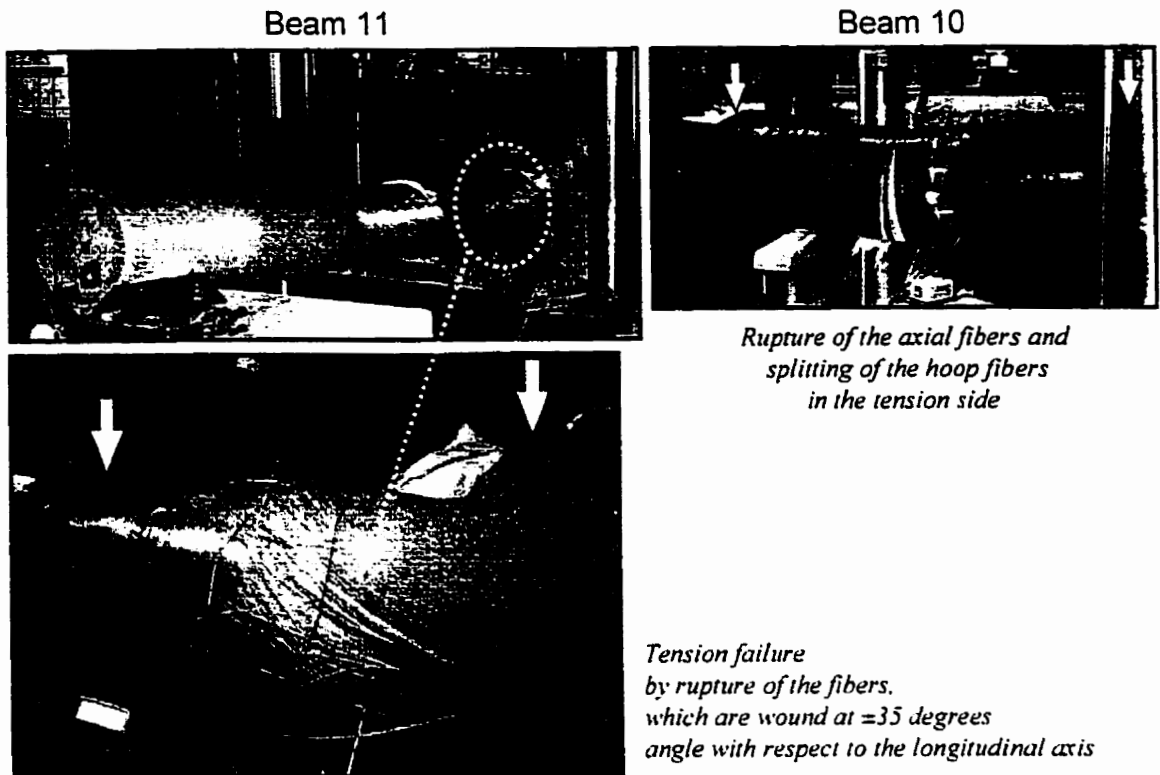 Beam 11
Beam 10
Rupture of the axial fibers and
splitting of the hoop fibers
in the tension side
Tension failure
by rupture of the fibers,
which are wound at ±35 degrees
angle with respect to the longitudinal axis